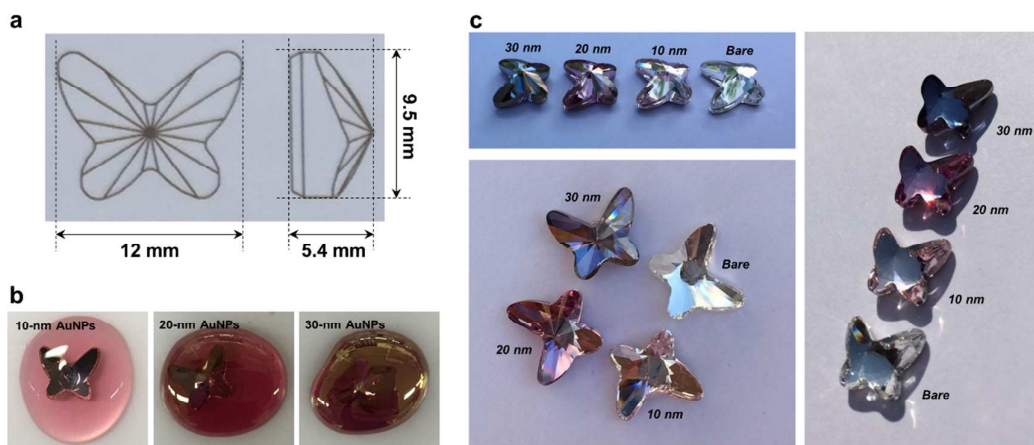 a
12 mm
5.4 mm
9.5 mm
b
10-nm AuNPs
20-nm AuNPs
30-nm AuNPs
c
30 nm
20 nm
10 nm
Bare
30 nm
Bare
20 nm
10 nm
30 nm
20 nm
10 nm
Bare